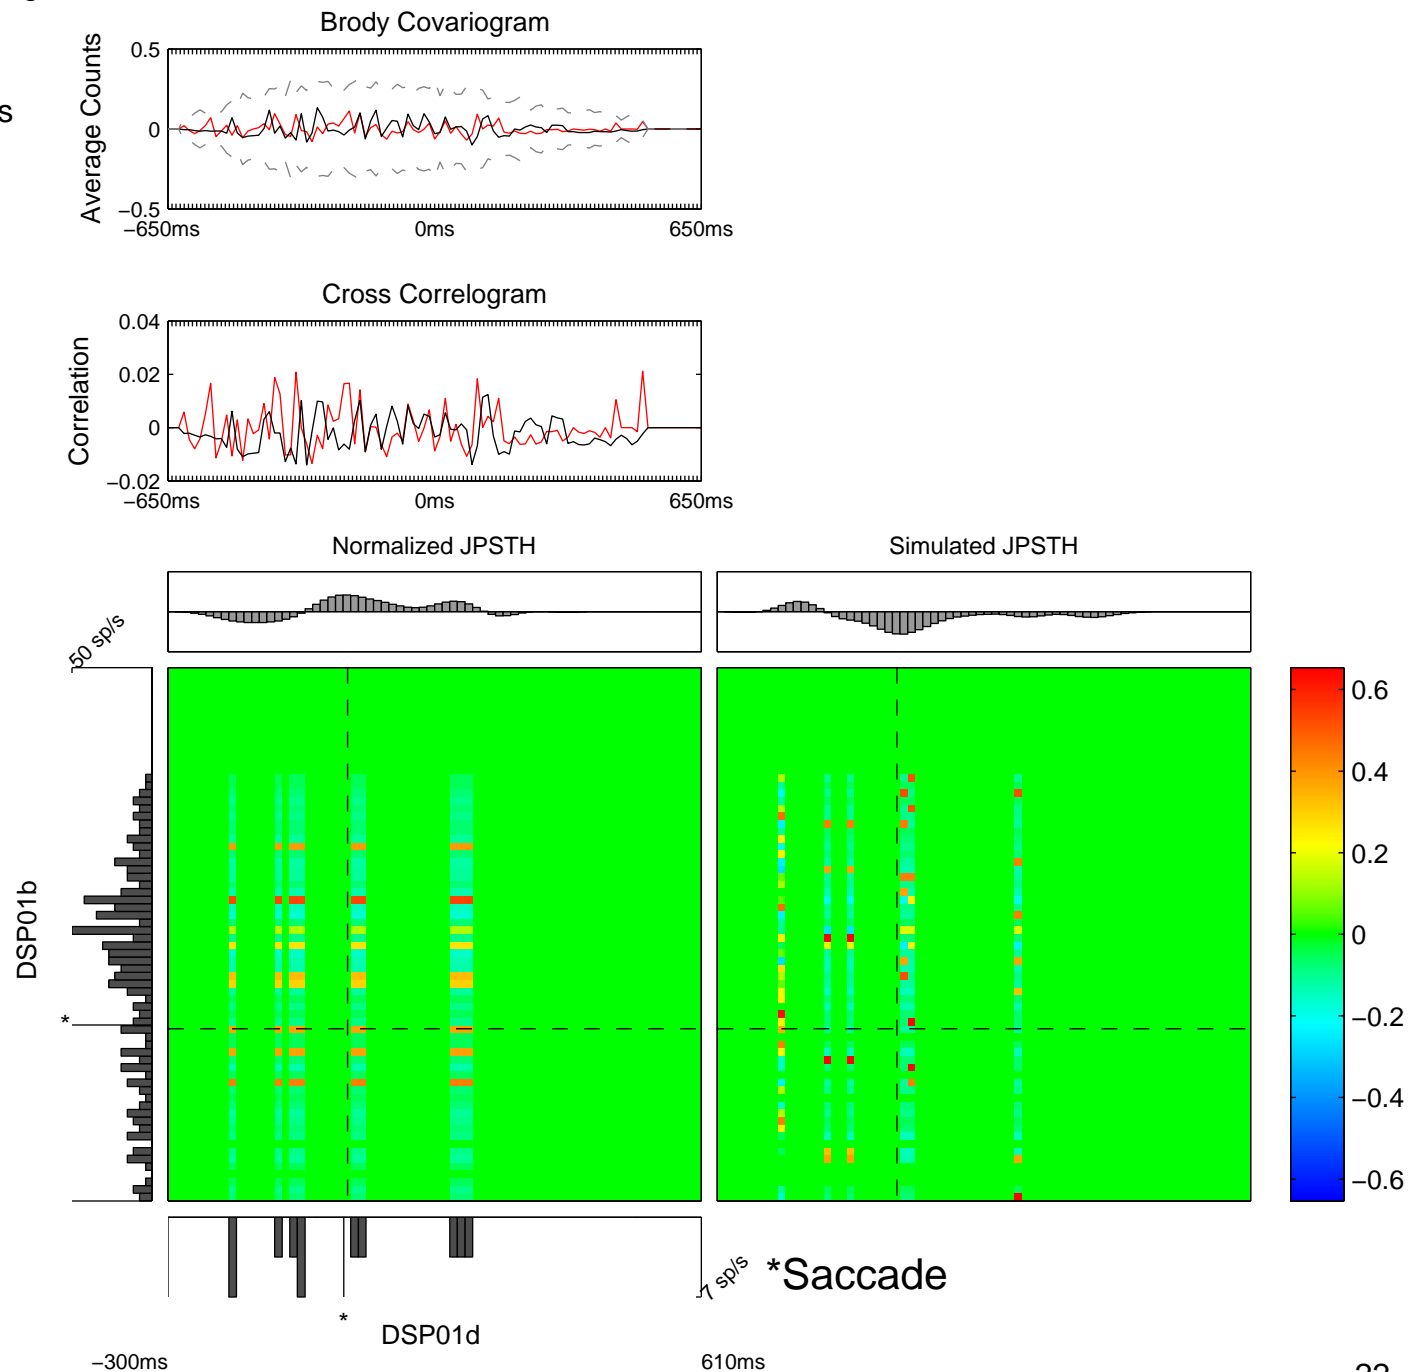 Brody Covariogram
Average Counts
0.5
0
−0.5
−650ms
0ms
650ms
s
Cross Correlogram
Correlation
0.04
0.02
0
−0.02
−650ms
0ms
650ms
Normalized JPSTH
Simulated JPSTH
50 sp/s
DSP01b
*
0.6
0.4
0.2
0
−0.2
−0.4
−0.6
7 sp/s
*Saccade
*
DSP01d
−300ms
610ms